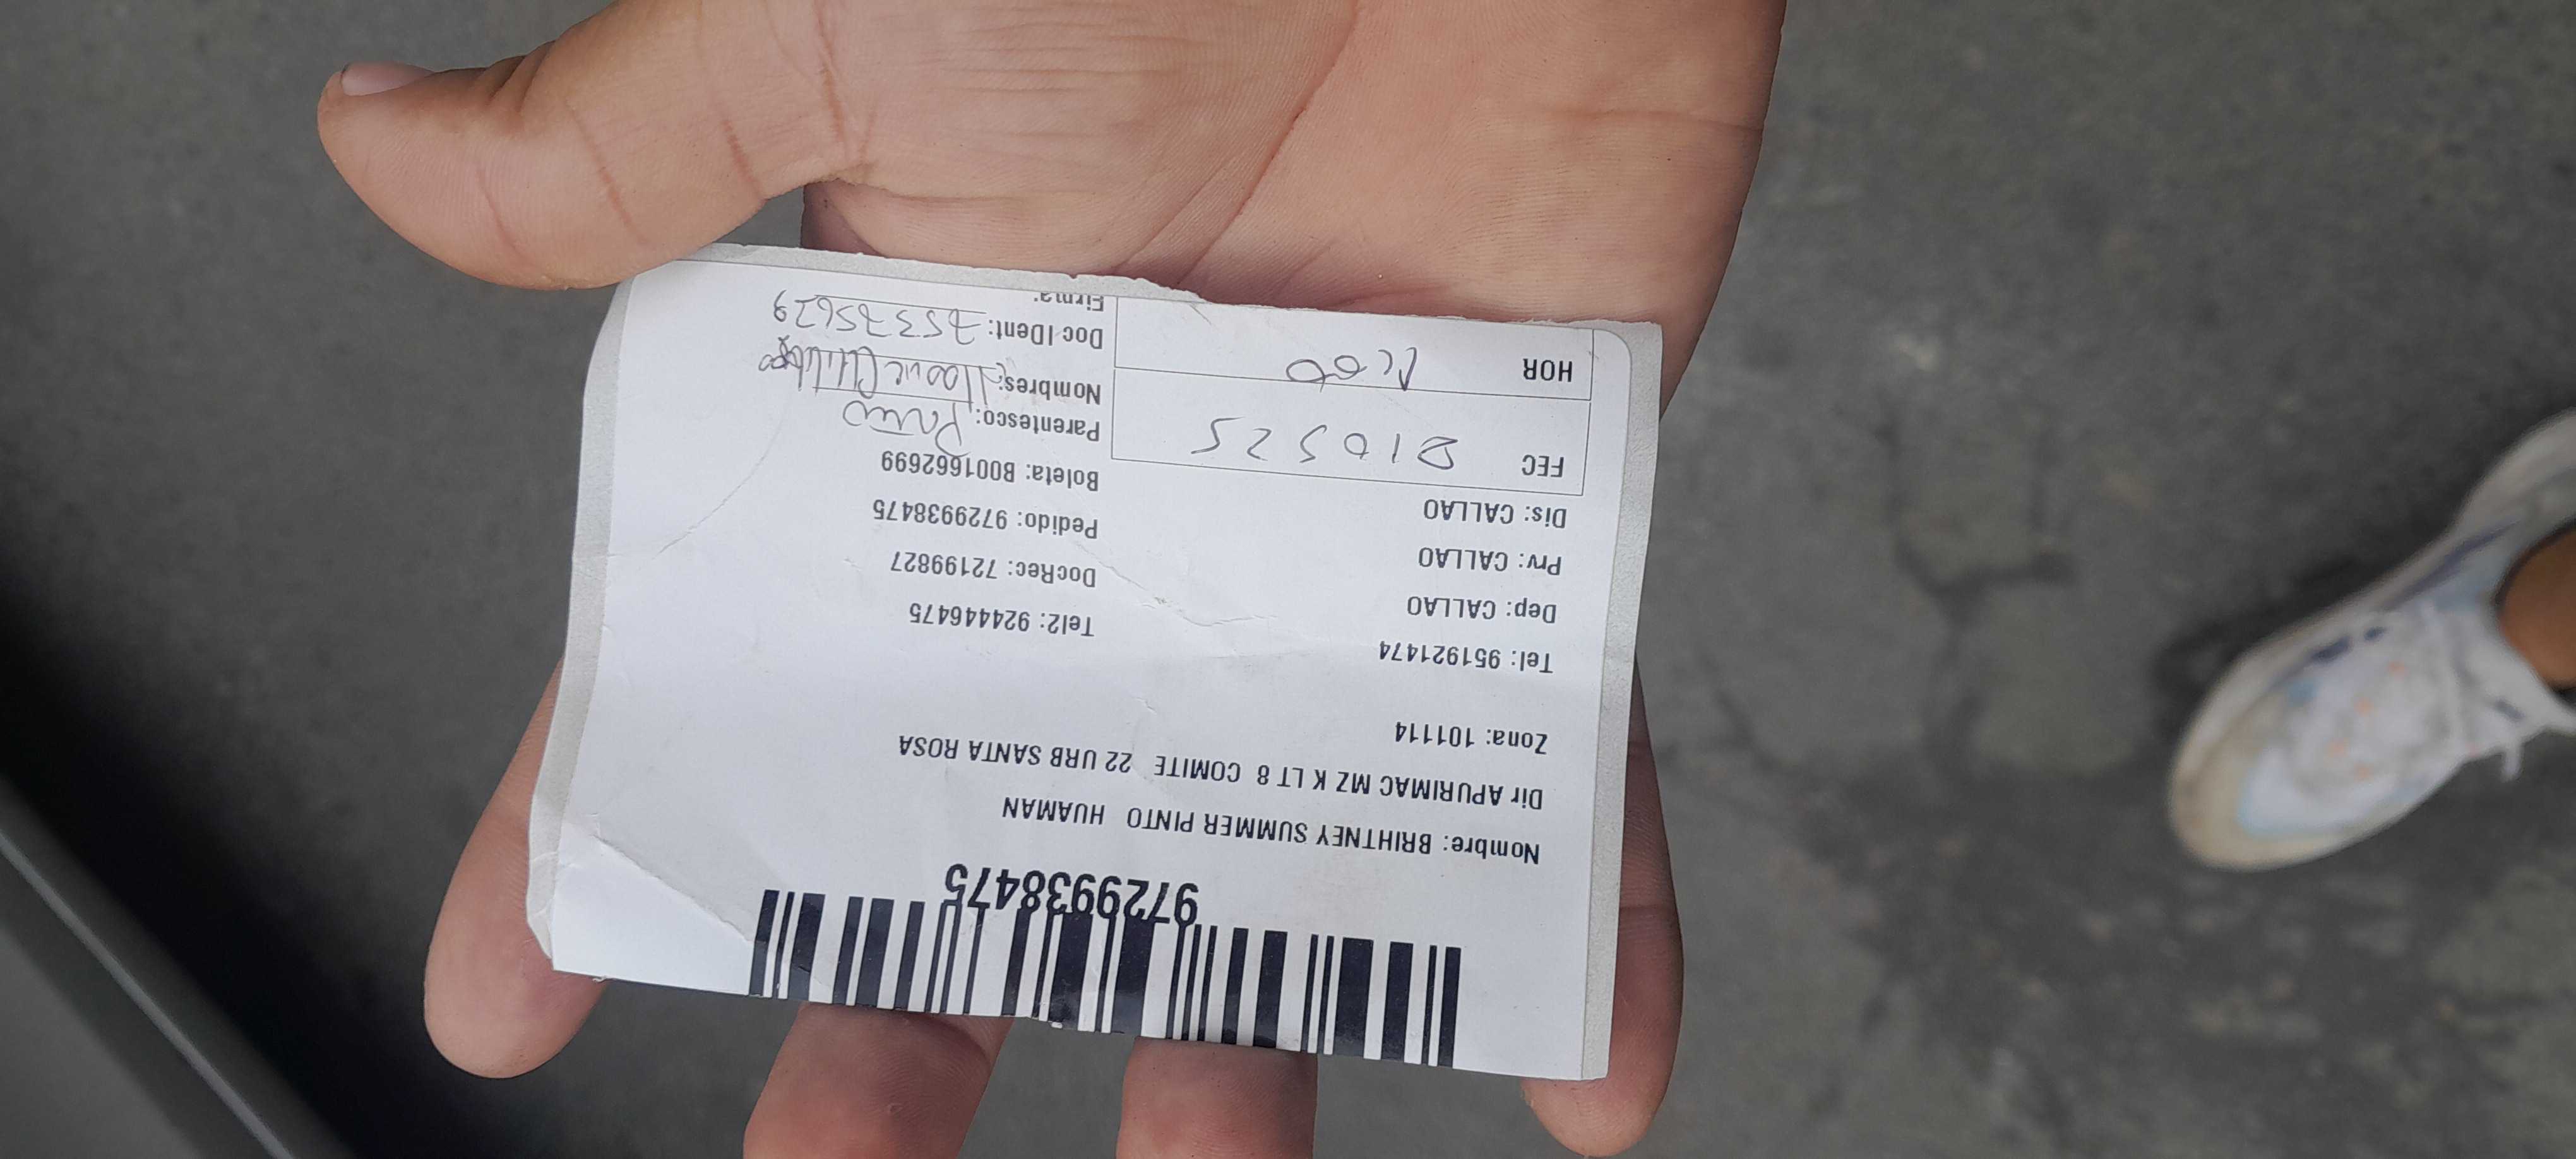 9729938475
Nombre: BRIHTNEY SUMMER PINTO HUAMAN
Dir APURIMAC MZ K LT 8 COMITE 22 URB SANTA ROSA
Zona: 101114
Tel: 951921474
Tel2: 924446475
Dep: CALLAO
DocRec: 72199827
Prv: CALLAO
Pedido: 9729938475
Dis: CALLAO
Boleta: B001662699
FEC 210525
Parentesco:
HOR
Nombres:
Doc IDent: 75375629
Firma: